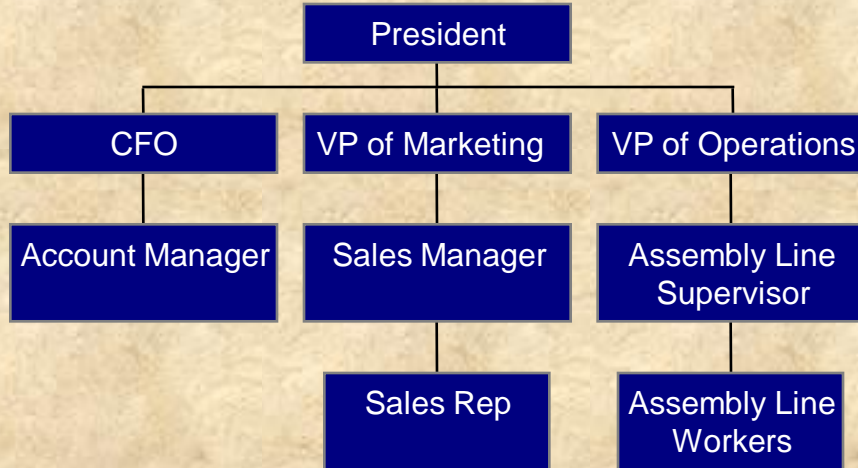 President
CFO
VP of Marketing
VP of Operations
Account Manager
Sales Manager
Assembly Line
Supervisor
Sales Rep
Assembly Line
Workers